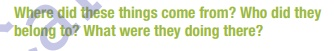 Where did these things come from? Who did they
belong to? What were they doing there?